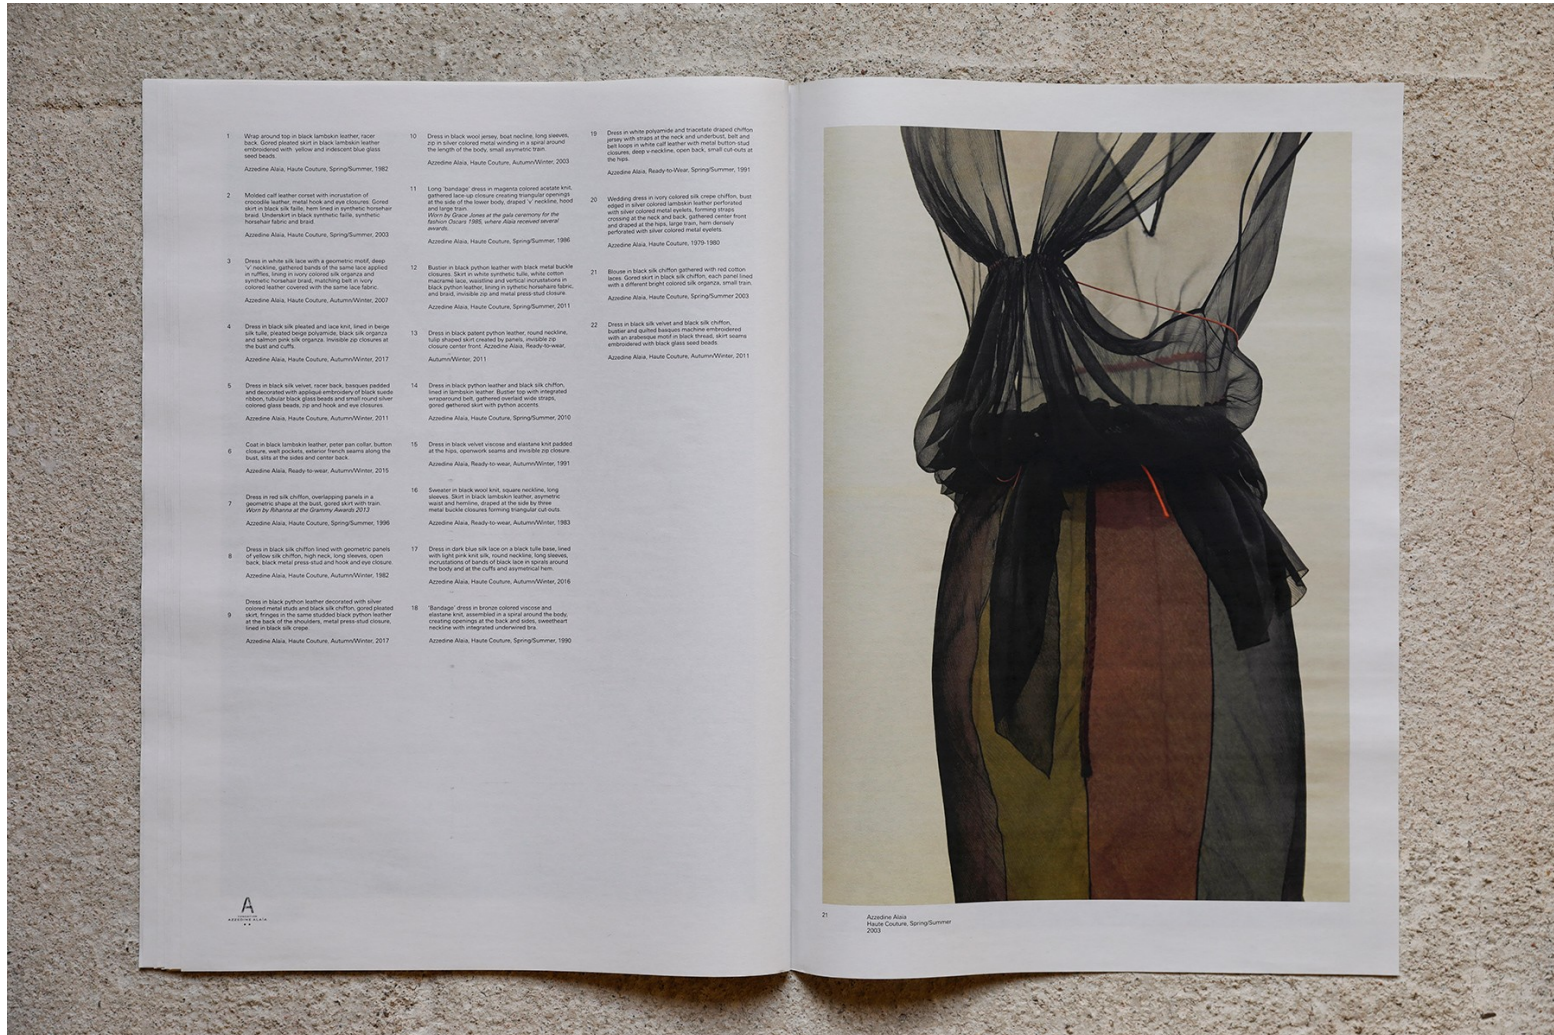 1
Wrap around top in black lambskin leather, racer
back. Gored pleated skirt in black lambskin leather
embroidered with yellow and iridescent blue glass
seed beads.
Azzedine Alaïa, Haute Couture, Spring/Summer, 1982
2
Molded calf leather corset with incrustation of
crocodile leather, metal hook and eye closures. Gored
skirt in black silk faille, hem lined in synthetic horsehair
braid. Underskirt in black synthetic faille, synthetic
horsehair fabric and braid.
Azzedine Alaïa, Haute Couture, Spring/Summer, 2003
3
Dress in white silk lace with a geometric motif, deep
'v' neckline, gathered bands of the same lace applied
in ruffles, lining in ivory colored silk organza and
synthetic horsehair braid, matching belt in ivory
colored leather covered with the same lace fabric.
Azzedine Alaïa, Haute Couture, Autumn/Winter, 2007
4
Dress in black silk pleated and lace knit, lined in beige
silk tulle, pleated beige polyamide, black silk organza
and salmon pink silk organza. Invisible zip closures at
the bust and cuffs.
Azzedine Alaïa, Haute Couture, Autumn/Winter, 2017
5
Dress in black silk velvet, racer back, basques padded
and decorated with applique embroidery of black suede
ribbon, tubular black glass beads and small round silver
colored glass beads, zip and hook and eye closures.
Azzedine Alaïa, Haute Couture, Autumn/Winter, 2011
6
Coat in black lambskin leather, peter pan collar, button
closure, welt pockets, exterior french seams along the
bust, slits at the sides and center back.
Azzedine Alaïa, Ready-to-wear, Autumn/Winter, 2015
7
Dress in red silk chiffon, overlapping panels in a
geometric shape at the bust, gored skirt with train.
Worn by Rihanna at the Grammy Awards 2013
Azzedine Alaïa, Haute Couture, Spring/Summer, 1996
8
Dress in black silk chiffon lined with geometric panels
of yellow silk chiffon, high neck, long sleeves, open
back, black metal press-stud and hook and eye closure.
Azzedine Alaïa, Haute Couture, Autumn/Winter, 1982
9
Dress in black python leather decorated with silver
colored metal studs and black silk chiffon, gored pleated
skirt, fringes in the same studded black python leather
at the back of the shoulders, metal press-stud closure,
lined in black silk crepe.
Azzedine Alaïa, Haute Couture, Autumn/Winter, 2017
10
Dress in black wool jersey, boat necline, long sleeves,
zip in silver colored metal winding in a spiral around
the length of the body, small asymetric train.
Azzedine Alaïa, Haute Couture, Autumn/Winter, 2003
11
Long 'bandage' dress in magenta colored acetate knit,
gathered lace-up closure creating triangular openings
at the side of the lower body, draped 'v' neckline, hood
and large train.
Worn by Grace Jones at the gala ceremony for the
fashion Oscars 1985, where Alaïa received several
awards.
Azzedine Alaïa, Haute Couture, Spring/Summer, 1986
12
Bustier in black python leather with black metal buckle
closures. Skirt in white synthetic tulle, white cotton
macramé lace, waistline and vertical incrustations in
black python leather, lining in sythetic horsehaire fabric,
and braid, invisible zip and metal press-stud closure.
Azzedine Alaïa, Haute Couture, Spring/Summer, 2011
13
Dress in black patent python leather, round neckline,
tulip shaped skirt created by panels, invisible zip
closure center front. Azzedine Alaïa, Ready-to-wear,
Autumn/Winter, 2011
14
Dress in black python leather and black silk chiffon,
lined in lambskin leather. Bustier top with integrated
wraparound belt, gathered overlaid wide straps,
gored gathered skirt with python accents.
Azzedine Alaïa, Haute Couture, Spring/Summer, 2010
15
Dress in black velvet viscose and elastane knit padded
at the hips, openwork seams and invisible zip closure.
Azzedine Alaïa, Ready-to-wear, Autumn/Winter, 1991
16
Sweater in black wool knit, square neckline, long
sleeves. Skirt in black lambskin leather, asymetric
waist and hemline, draped at the side by three
metal buckle closures forming triangular cut-outs.
Azzedine Alaïa, Ready-to-wear, Autumn/Winter, 1983
17
Dress in dark blue silk lace on a black tulle base, lined
with light pink knit silk, round neckline, long sleeves,
incrustations of bands of black lace in spirals around
the body and at the cuffs and asymetrical hem.
Azzedine Alaïa, Haute Couture, Autumn/Winter, 2016
18
'Bandage' dress in bronze colored viscose and
elastane knit, assembled in a spiral around the body,
creating openings at the back and sides, sweetheart
neckline with integrated underwired bra.
Azzedine Alaïa, Haute Couture, Spring/Summer, 1990
19
Dress in white polyamide and triacetate draped chiffon
jersey with straps at the neck and underbust, belt and
belt loops in white calf leather with metal button-stud
closures, deep v-neckline, open back, small cut-outs at
the hips.
Azzedine Alaïa, Ready-to-Wear, Spring/Summer, 1991
20
Wedding dress in ivory colored silk crepe chiffon, bust
edged in silver colored lambskin leather perforated
with silver colored metal eyelets, forming straps
crossing at the neck and back, gathered center front
and draped at the hips, large train, hem densely
perforated with silver colored metal eyelets.
Azzedine Alaïa, Haute Couture, 1979-1980
21
Blouse in black silk chiffon gathered with red cotton
laces. Gored skirt in black silk chiffon, each panel lined
with a different bright colored silk organza, small train.
Azzedine Alaïa, Haute Couture, Spring/Summer 2003
22
Dress in black silk velvet and black silk chiffon,
bustier and quilted basques machine embroidered
with an arabesque motif in black thread, skirt seams
embroidered with black glass seed beads.
Azzedine Alaïa, Haute Couture, Autumn/Winter, 2011
AZZEDINE ALAÏA
21
Azzedine Alaïa
Haute Couture, Spring/Summer
2003